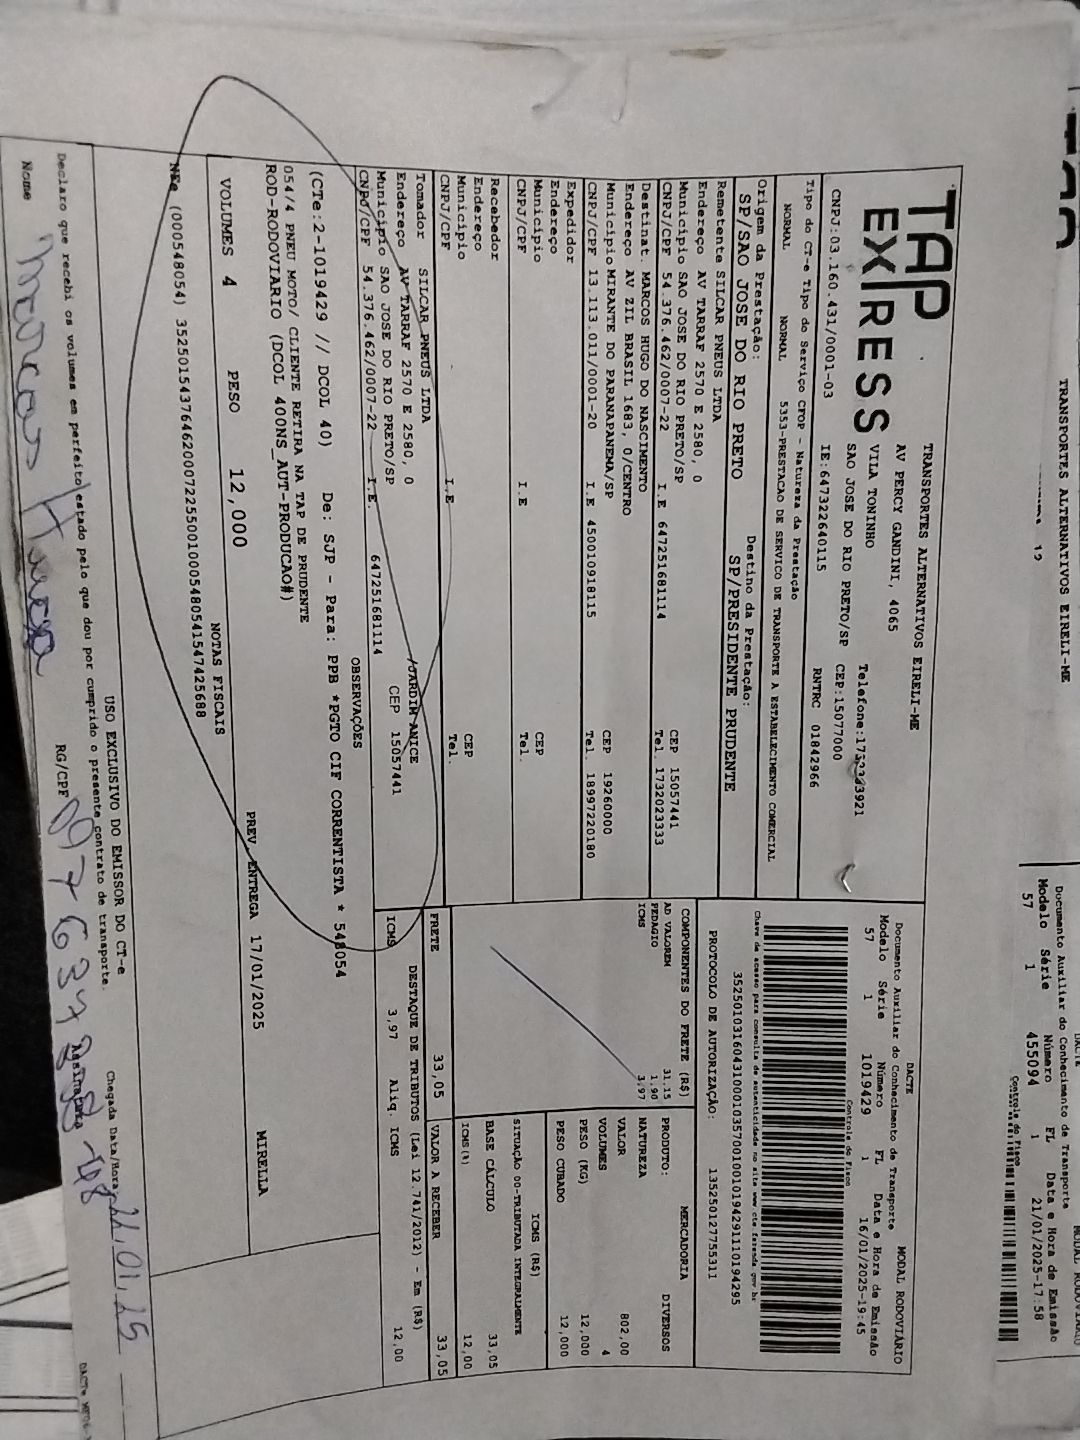 TRANSPORTES ALTERNATIVOS EIRELI-ME
Documento Auxiliar do Conhecimento de Transporte
Modelo Série Número FL Data e Hora de Emissão
57 1 455094 1 21/01/2025-17:58
Controle do Fisco
TAP
EXPRESS
TRANSPORTES ALTERNATIVOS EIRELI-ME
AV PERCY GANDINI, 4065
VILA TONINHO
SAO JOSE DO RIO PRETO/SP CEP:15077000
CNPJ:03.160.431/0001-03 IE:647322640115 RNTRC 01842966
DACTE MODAL RODOVIÁRIO
Documento Auxiliar do Conhecimento de Transporte
Modelo Série Número FL Data e Hora de Emissão
57 1 1019429 1 16/01/2025-19:45
Controle do Fisco
Tipo do CT-e Tipo do Serviço CFOP - Natureza da Prestação
NORMAL NORMAL 5353-PRESTACAO DE SERVICO DE TRANSPORTE A ESTABELECIMENTO COMERCIAL
Chave de acesso para consulta de autenticidade no site www.cte.fazenda.gov.br
Origem da Prestação: Destino da Prestação:
SP/SAO JOSE DO RIO PRETO SP/PRESIDENTE PRUDENTE
PROTOCOLO DE AUTORIZAÇÃO: 135250127755311
Remetente SILCAR PNEUS LTDA
Endereço AV TARRAF 2570 E 2580, 0
Município SAO JOSE DO RIO PRETO/SP CEP 15057441
CNPJ/CPF 54.376.462/0007-22 I.E 647251681114 Tel. 1732023333
Destinat. MARCOS HUGO DO NASCIMENTO
Endereço AV ZIL BRASIL 1683, 0/CENTRO
Município MIRANTE DO PARANAPANEMA/SP CEP 19260000
CNPJ/CPF 13.113.011/0001-20 I.E 450010918115 Tel. 18997220180
Expedidor
Endereço
Município CEP
CNPJ/CPF I.E Tel.
Recebedor
Endereço
Município CEP
CNPJ/CPF I.E Tel.
Tomador SILCAR PNEUS LTDA
Endereço AV TARRAF 2570 E 2580, 0 /JARDIM ANICE
Município SAO JOSE DO RIO PRETO/SP CEP 15057441
CNPJ/CPF 54.376.462/0007-22 I.E. 647251681114
COMPONENTES DO FRETE (R$)
AD VALOREM 31.15
PEDAGIO 1.90
ICMS 3.97
PRODUTO: MERCADORIA
NATUREZA DIVERSOS
VALOR 802,00
VOLUMES 4
PESO (KG) 12,000
PESO CUBADO 12,000
ICMS (R$)
SITUAÇÃO 00-TRIBUTADA INTEGRALMENTE
BASE CÁLCULO 33,05
ICMS(%) 12,00
FRETE 33,05 VALOR A RECEBER 33,05
DESTAQUE DE TRIBUTOS (Lei 12.741/2012) - Em (R$)
ICMS 3,97 Aliq. ICMS 12,00
OBSERVAÇÕES
(CTe:2-1019429 // DCOL 40) De: SJP - Para: PPB *PGTO CIF CORRENTISTA * 548054
054/4 PNEU MOTO/ CLIENTE RETIRA NA TAP DE PRUDENTE
ROD-RODOVIARIO (DCOL 400NS_AUT-PRODUCAO#)
VOLUMES 4 PESO 12,000 PREV. ENTREGA 17/01/2025 MIRELLA
NOTAS FISCAIS
NFe (000548054) 35250154376462000722550010005480541547425688
USO EXCLUSIVO DO EMISSOR DO CT-e
Declaro que recebi os volumes em perfeito estado pelo que dou por cumprido o presente contrato de transporte.
Nome RG/CPF Assinatura Chegada Data/Hora